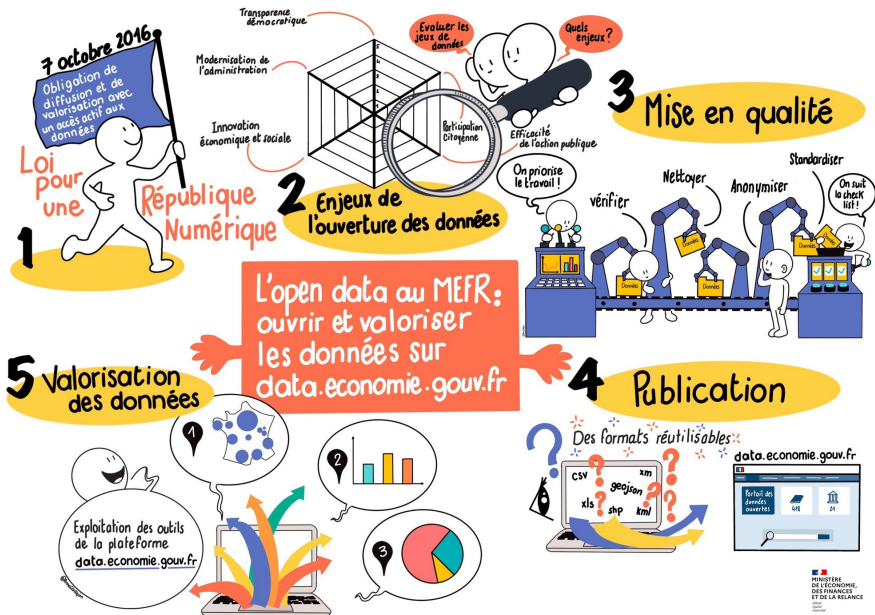 7 octobre 2016
Obligation de
diffusion et de
valorisation avec
un accès actif aux
données
Loi
pour
une
République
Numérique
1
Transparence
démocratique
Modernisation de
l'administration
Innovation
économique et sociale
Participation
Citoyenne
Efficacité
de l'action publique
Evaluer les
jeux de
données
Quels
enjeux ?
2 Enjeux de
l'ouverture des données
3 Mise en qualité
On priorise
le travail !
Vérifier
Nettoyer
Anonymiser
Standardiser
On suit
la check
list !
Données
Données
Données
Données
Données
L'open data au MEFR:
ouvrir et valoriser
les données sur
data.economie.gouv.fr
4 Publication
Des formats réutilisables
csv
xm
geojson
xls
shp
kml
data.economie.gouv.fr
Portail des
données
ouvertes
418
21
5 Valorisation
des données
1
2
3
Exploitation des outils
de la plateforme
data.economie.gouv.fr
MINISTÈRE
DE L'ÉCONOMIE,
DES FINANCES
ET DE LA RELANCE